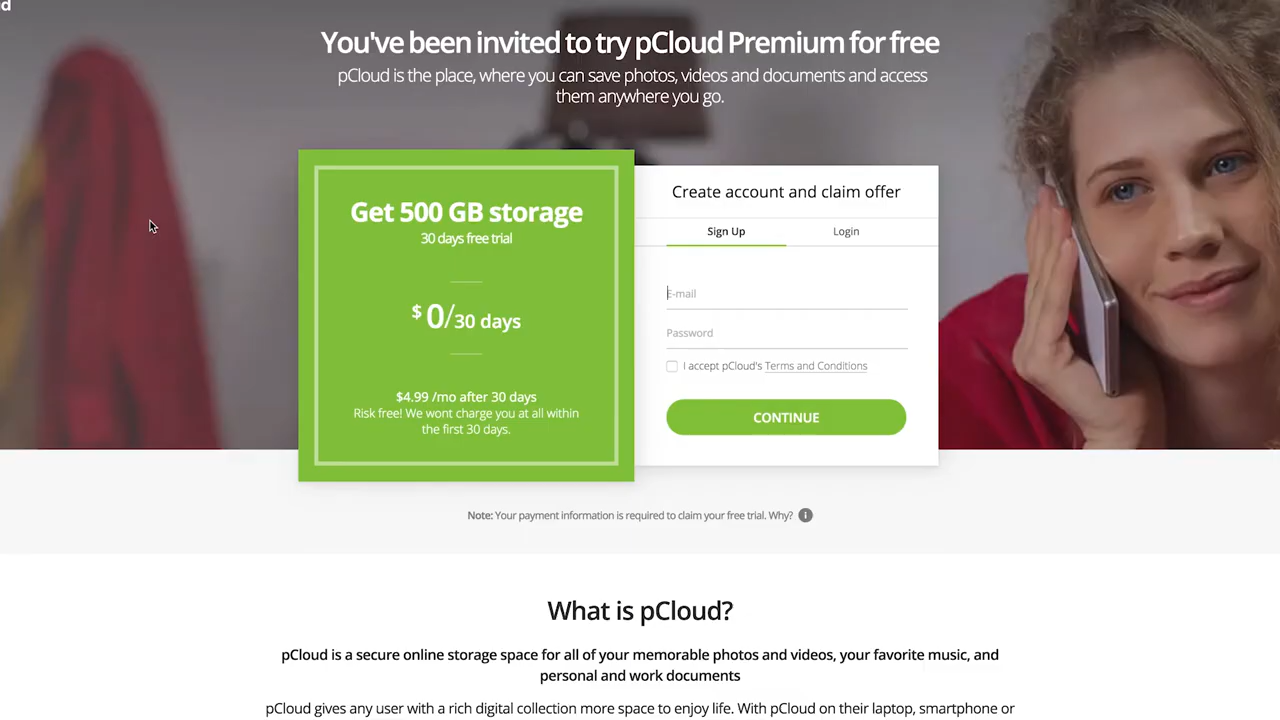 d
You've been invited to try pCloud Premium for free
pCloud is the place, where you can save photos, videos and documents and access
them anywhere you go.
Get 500 GB storage
30 days free trial
$ 0/30 days
$4.99 /mo after 30 days
Risk free! We wont charge you at all within
the first 30 days.
Create account and claim offer
Sign Up Login
E-mail
Password
I accept pCloud's Terms and Conditions
CONTINUE
Note: Your payment information is required to claim your free trial. Why? i
What is pCloud?
pCloud is a secure online storage space for all of your memorable photos and videos, your favorite music, and
personal and work documents
pCloud gives any user with a rich digital collection more space to enjoy life. With pCloud on their laptop, smartphone or